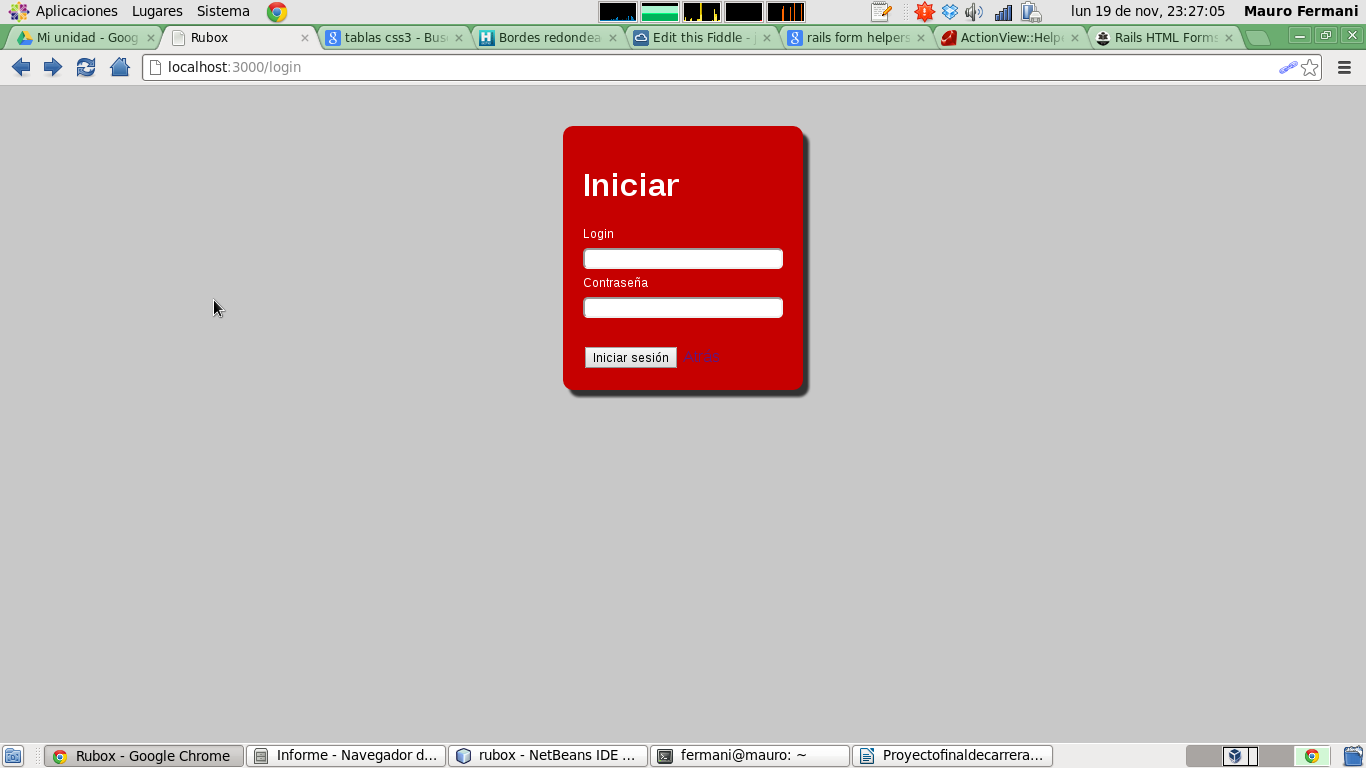 Aplicaciones Lugares Sistema lun 19 de nov, 23:27:05 Mauro Fermani
Mi unidad - Goog Rubox tablas css3 - Bus Bordes redondea Edit this Fiddle - j rails form helpers ActionView::Helpe Rails HTML Forms
localhost:3000/login
Iniciar
Login
Contraseña
Iniciar sesión Atrás
Rubox - Google Chrome Informe - Navegador d... rubox - NetBeans IDE ... fermani@mauro: ~ Proyectofinaldecarrera...